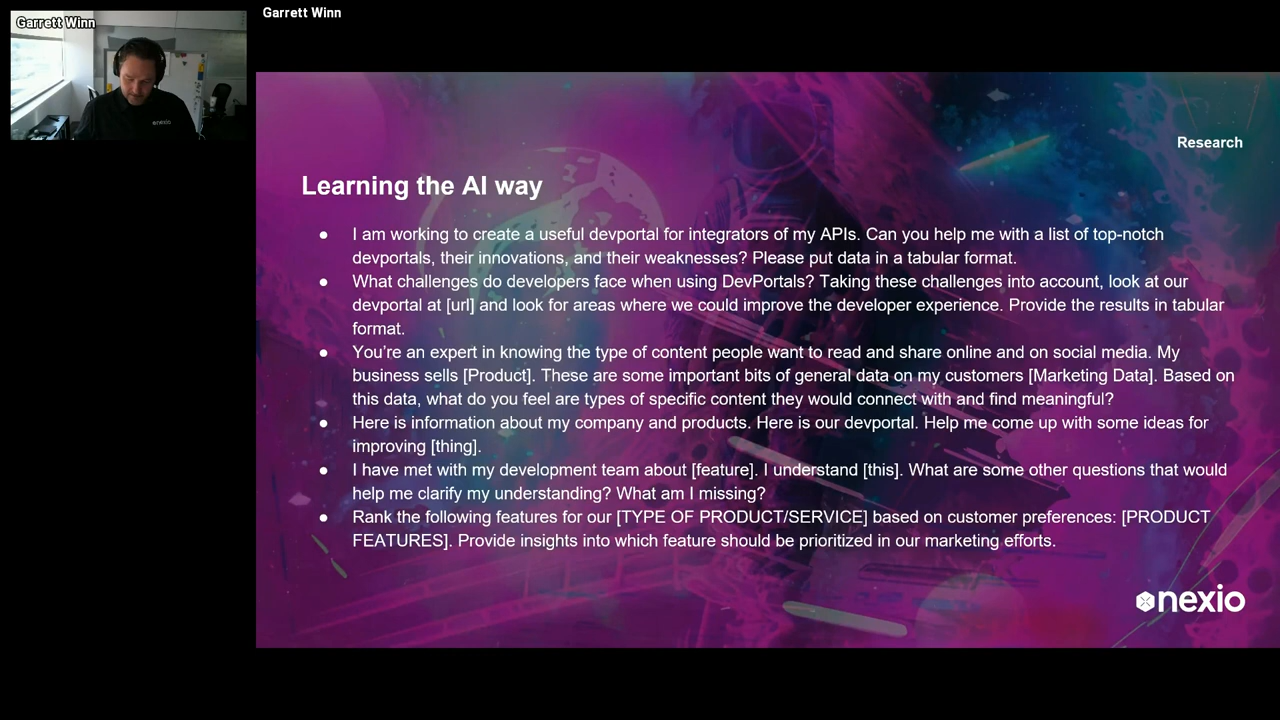 Garrett Winn
Garrett Winn
nexio
Research
Learning the AI way
● I am working to create a useful devportal for integrators of my APIs. Can you help me with a list of top-notch
devportals, their innovations, and their weaknesses? Please put data in a tabular format.
● What challenges do developers face when using DevPortals? Taking these challenges into account, look at our
devportal at [url] and look for areas where we could improve the developer experience. Provide the results in tabular
format.
● You’re an expert in knowing the type of content people want to read and share online and on social media. My
business sells [Product]. These are some important bits of general data on my customers [Marketing Data]. Based on
this data, what do you feel are types of specific content they would connect with and find meaningful?
● Here is information about my company and products. Here is our devportal. Help me come up with some ideas for
improving [thing].
● I have met with my development team about [feature]. I understand [this]. What are some other questions that would
help me clarify my understanding? What am I missing?
● Rank the following features for our [TYPE OF PRODUCT/SERVICE] based on customer preferences: [PRODUCT
FEATURES]. Provide insights into which feature should be prioritized in our marketing efforts.
nexio